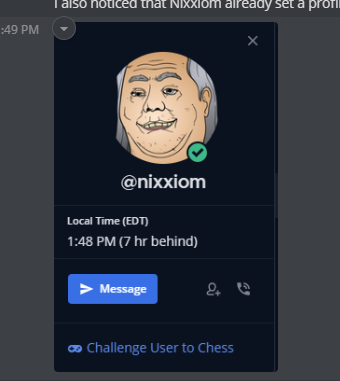 I also noticed that Nixxiom already set a profil
:49 PM
@nixxiom
Local Time (EDT)
1:48 PM (7 hr behind)
Message
Challenge User to Chess